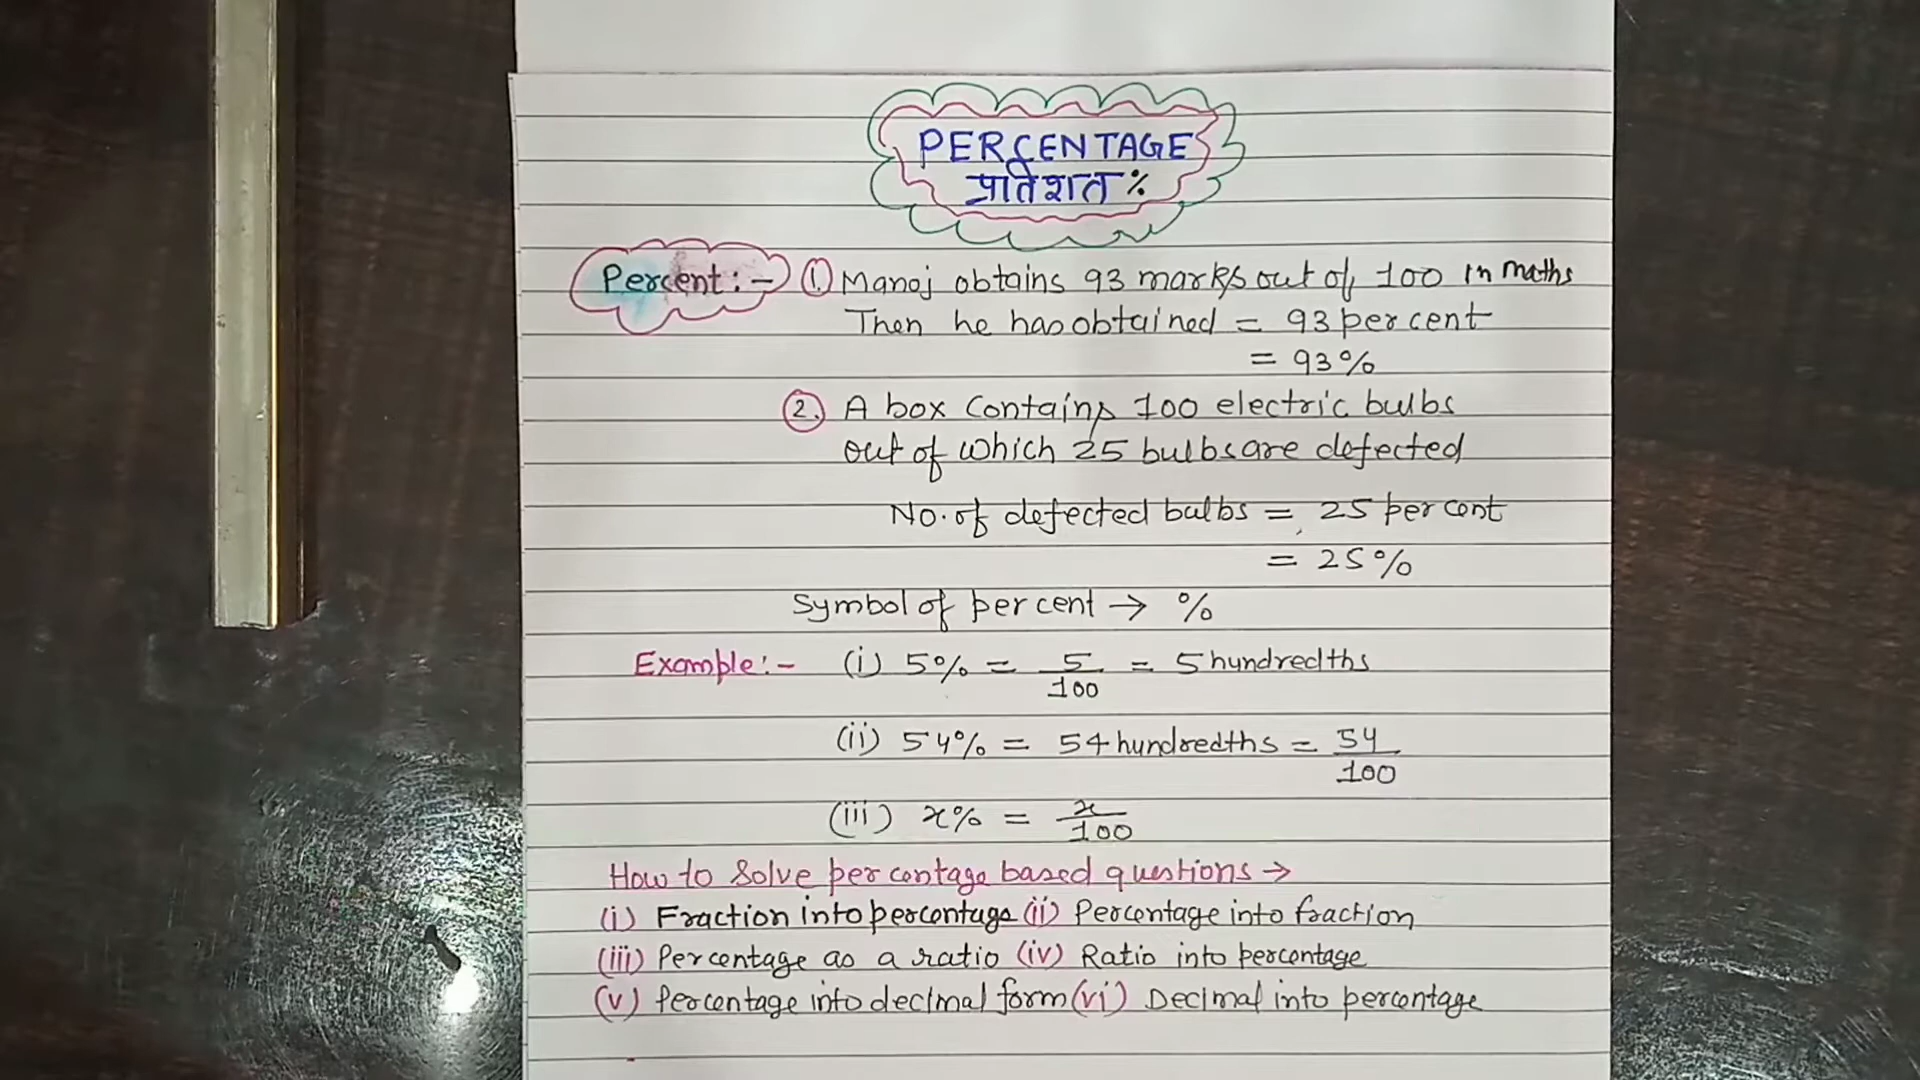 PERCENTAGE
प्रतिशत %
Percent:- 1. Manoj obtains 93 marks out of 100 in maths
Then he has obtained = 93 per cent
= 93%
2. A box contains 100 electric bulbs
out of which 25 bulbs are defected
No. of defected bulbs = 25 per cent
= 25%
Symbol of per cent → %
Example:- (i) 5% = 5/100 = 5 hundredths
(ii) 54% = 54 hundredths = 54/100
(iii) x% = x/100
How to Solve percentage based questions →
(i) Fraction into percentage (ii) Percentage into fraction
(iii) Percentage as a ratio (iv) Ratio into percentage
(v) Percentage into decimal form (vi) Decimal into percentage